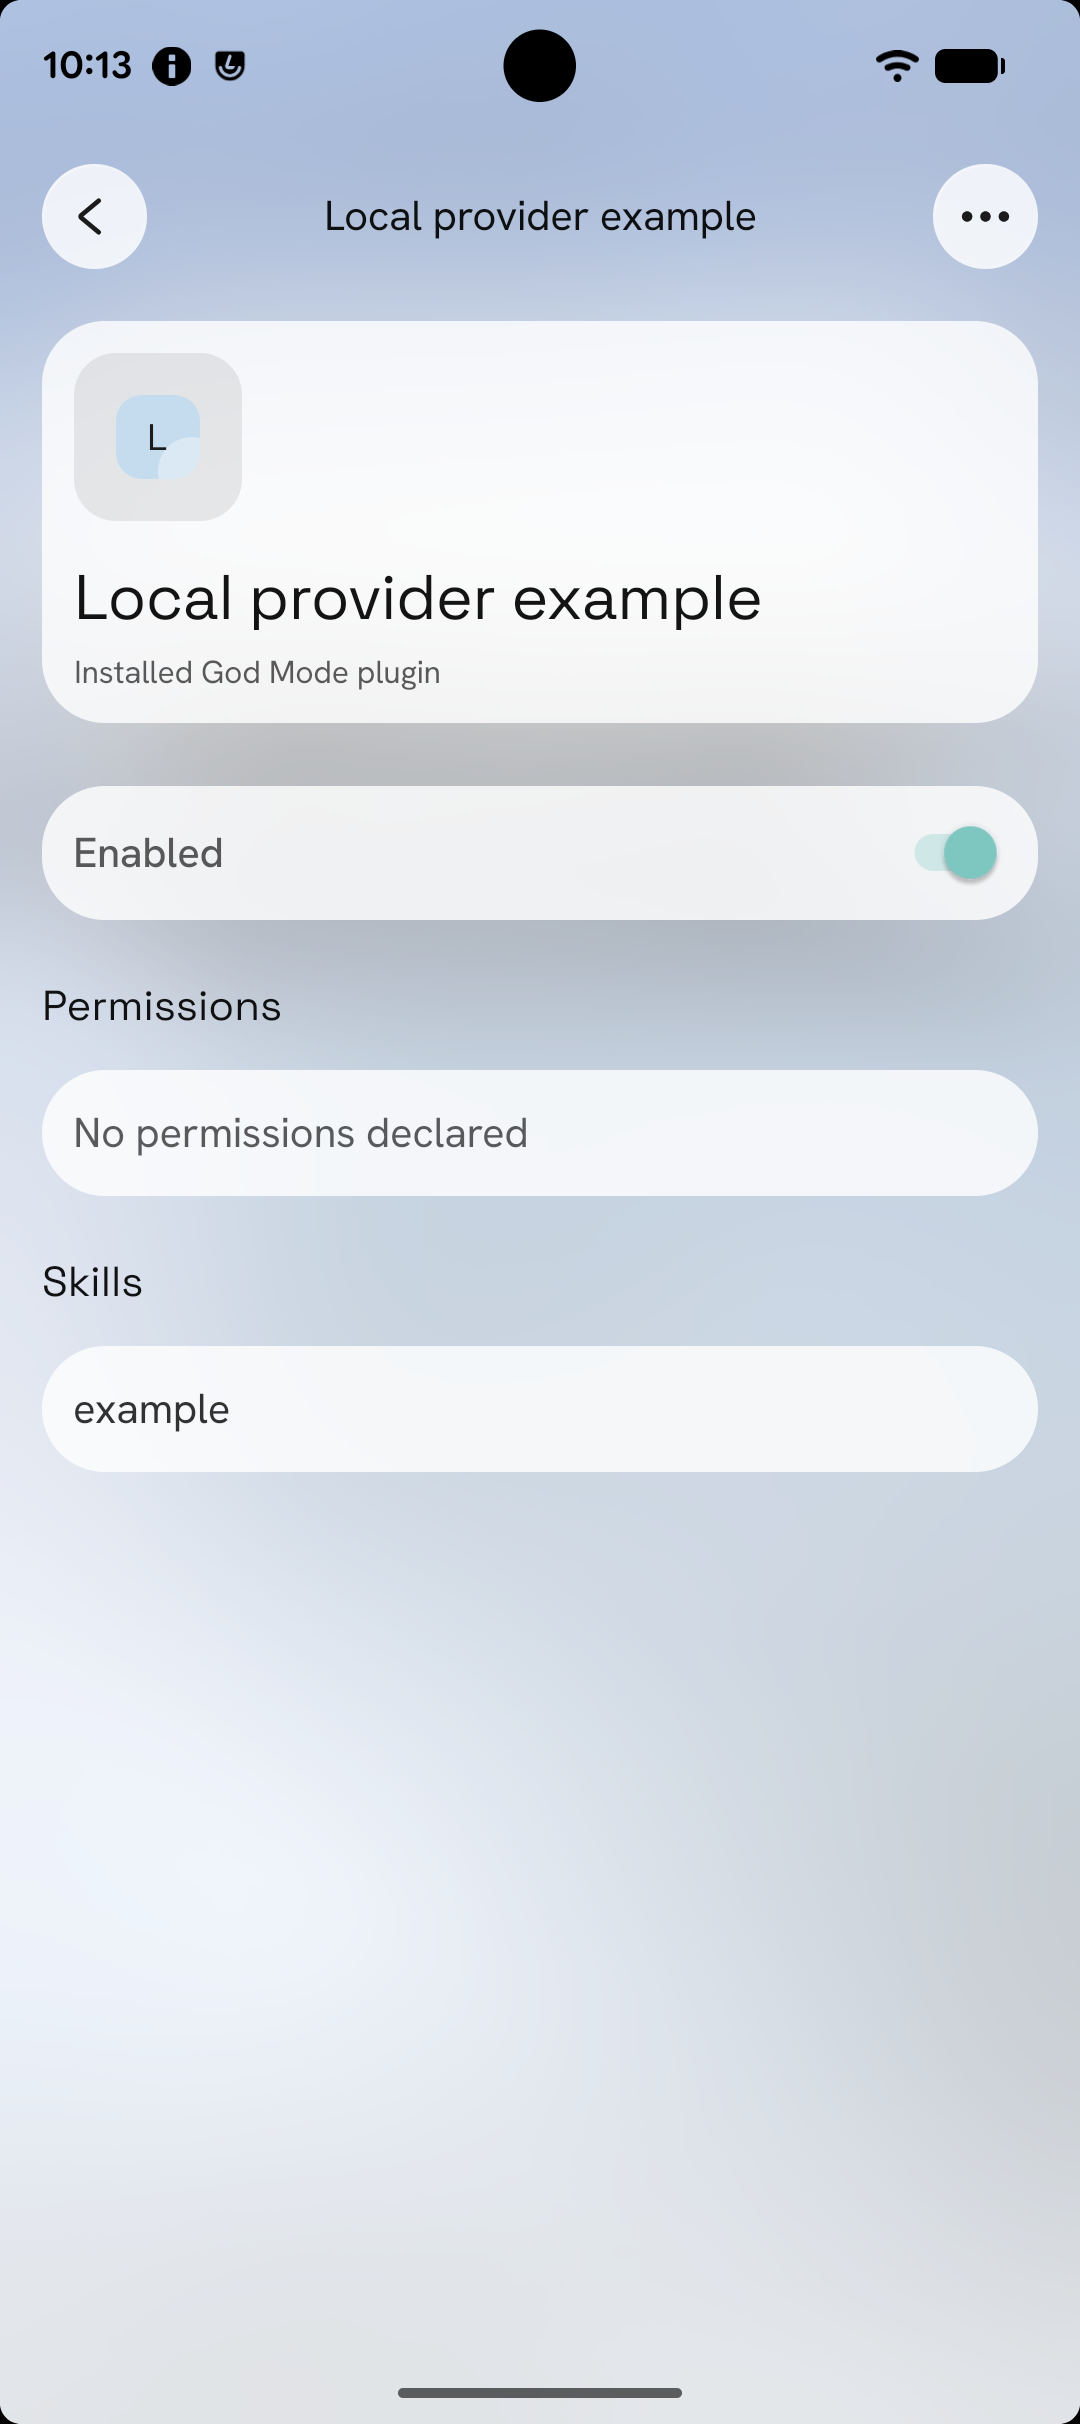 10:13
Local provider example
L
Local provider example
Installed God Mode plugin
Enabled
Permissions
No permissions declared
Skills
example